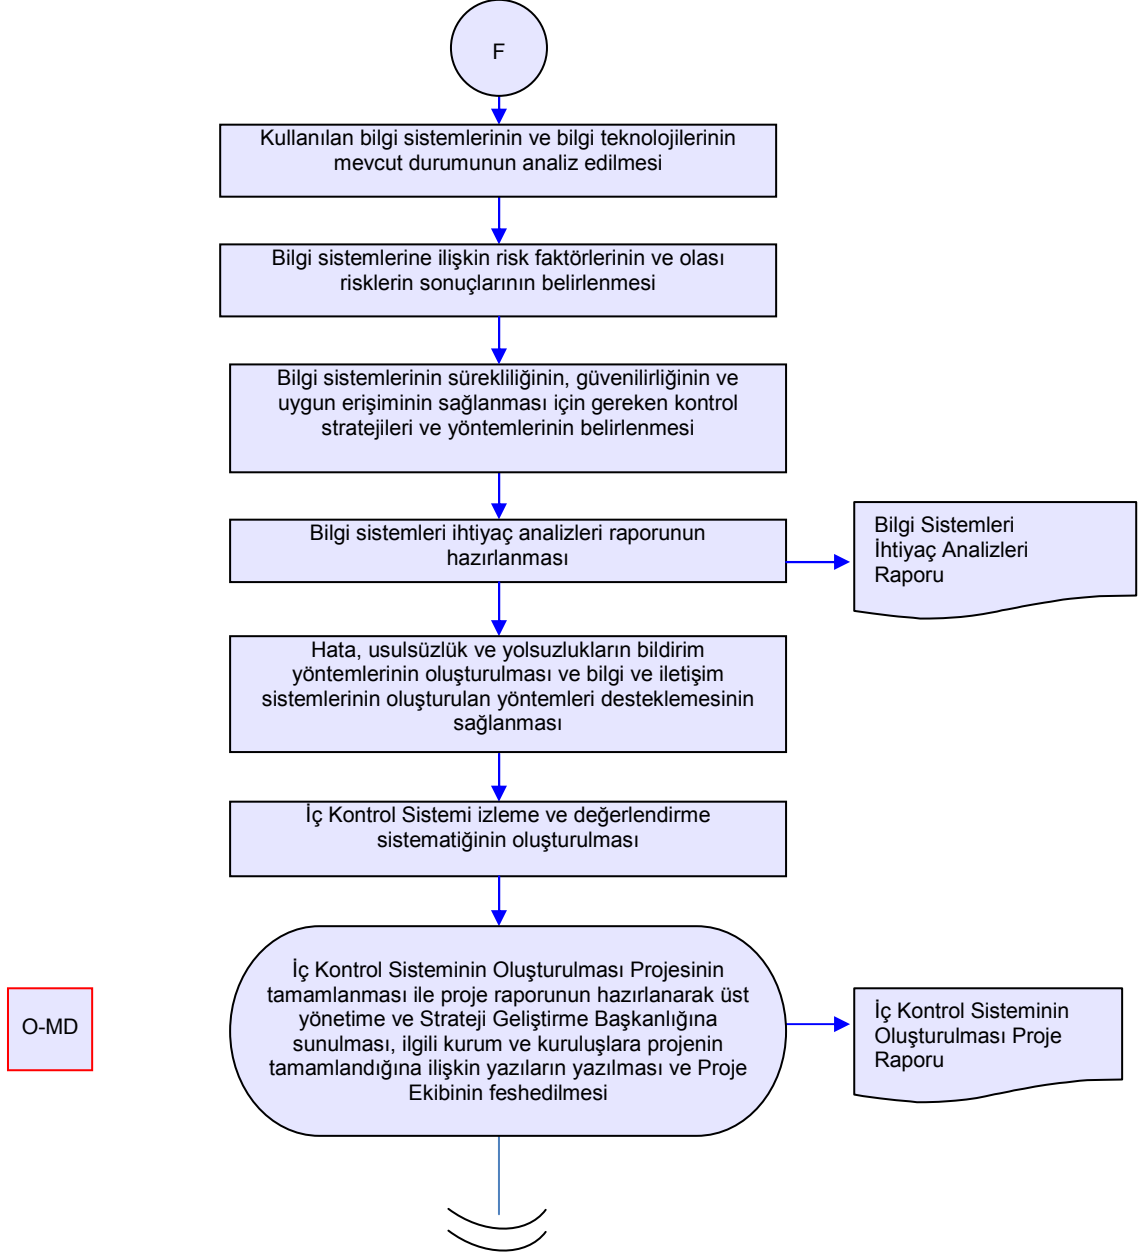 F
Kullanılan bilgi sistemlerinin ve bilgi teknolojilerinin
mevcut durumunun analiz edilmesi
Bilgi sistemlerine ilişkin risk faktörlerinin ve olası
risklerin sonuçlarının belirlenmesi
Bilgi sistemlerinin sürekliliğinin, güvenilirliğinin ve
uygun erişiminin sağlanması için gereken kontrol
stratejileri ve yöntemlerinin belirlenmesi
Bilgi sistemleri ihtiyaç analizleri raporunun
hazırlanması
Bilgi Sistemleri
İhtiyaç Analizleri
Raporu
Hata, usulsüzlük ve yolsuzlukların bildirim
yöntemlerinin oluşturulması ve bilgi ve iletişim
sistemlerinin oluşturulan yöntemleri desteklemesinin
sağlanması
İç Kontrol Sistemi izleme ve değerlendirme
sistematiğinin oluşturulması
O-MD
İç Kontrol Sisteminin Oluşturulması Projesinin
tamamlanması ile proje raporunun hazırlanarak üst
yönetime ve Strateji Geliştirme Başkanlığına
sunulması, ilgili kurum ve kuruluşlara projenin
tamamlandığına ilişkin yazıların yazılması ve Proje
Ekibinin feshedilmesi
İç Kontrol Sisteminin
Oluşturulması Proje
Raporu